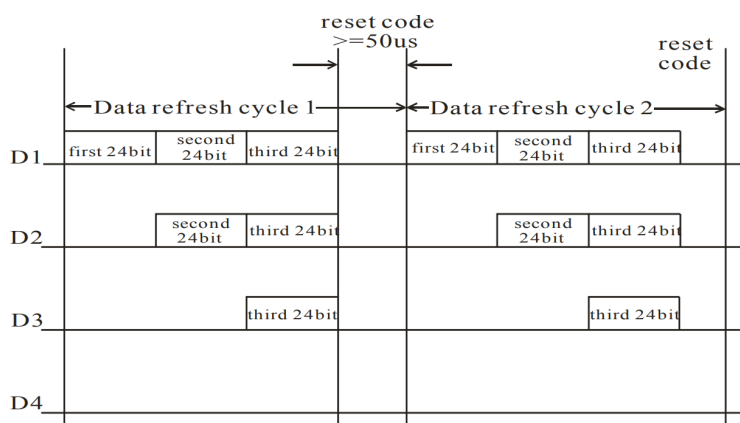 reset code
>=50us
reset
code
Data refresh cycle 1
Data refresh cycle 2
D1
first 24bit
second
24bit
third 24bit
first 24bit
second
24bit
third 24bit
D2
second
24bit
third 24bit
second
24bit
third 24bit
D3
third 24bit
third 24bit
D4